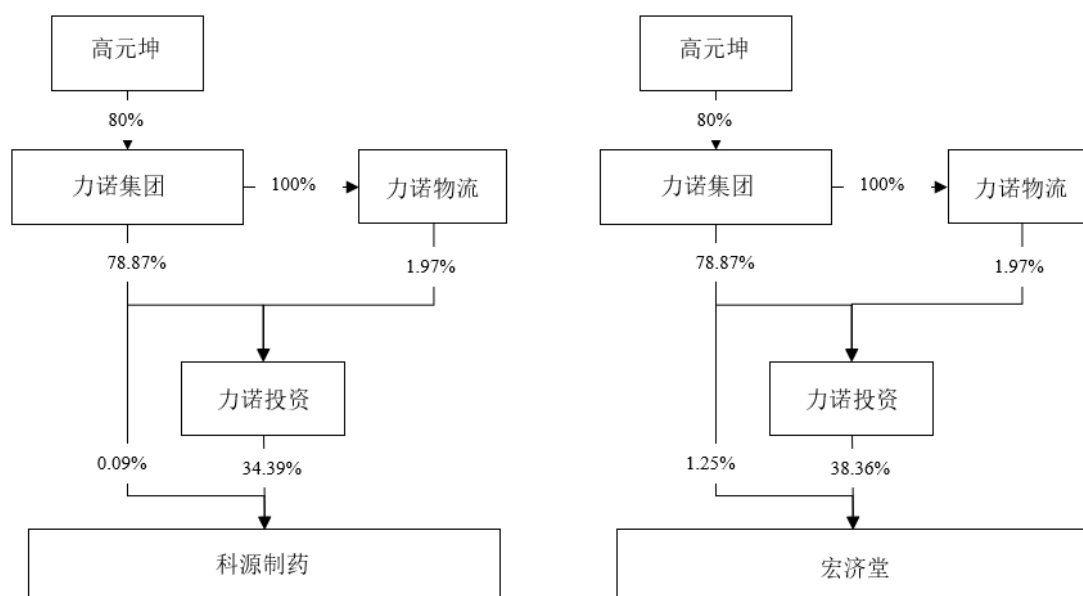 高元坤
80%
力诺集团
100%
力诺物流
78.87%
1.97%
力诺投资
0.09%
34.39%
科源制药
高元坤
80%
力诺集团
100%
力诺物流
78.87%
1.97%
力诺投资
1.25%
38.36%
宏济堂